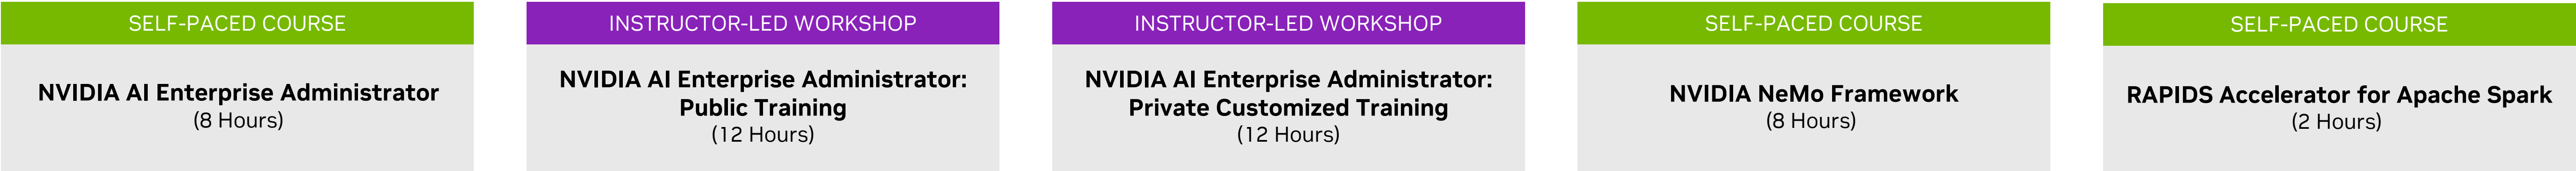 SELF-PACED COURSE
NVIDIA AI Enterprise Administrator
(8 Hours)
INSTRUCTOR-LED WORKSHOP
NVIDIA AI Enterprise Administrator:
Public Training
(12 Hours)
INSTRUCTOR-LED WORKSHOP
NVIDIA AI Enterprise Administrator:
Private Customized Training
(12 Hours)
SELF-PACED COURSE
NVIDIA NeMo Framework
(8 Hours)
SELF-PACED COURSE
RAPIDS Accelerator for Apache Spark
(2 Hours)